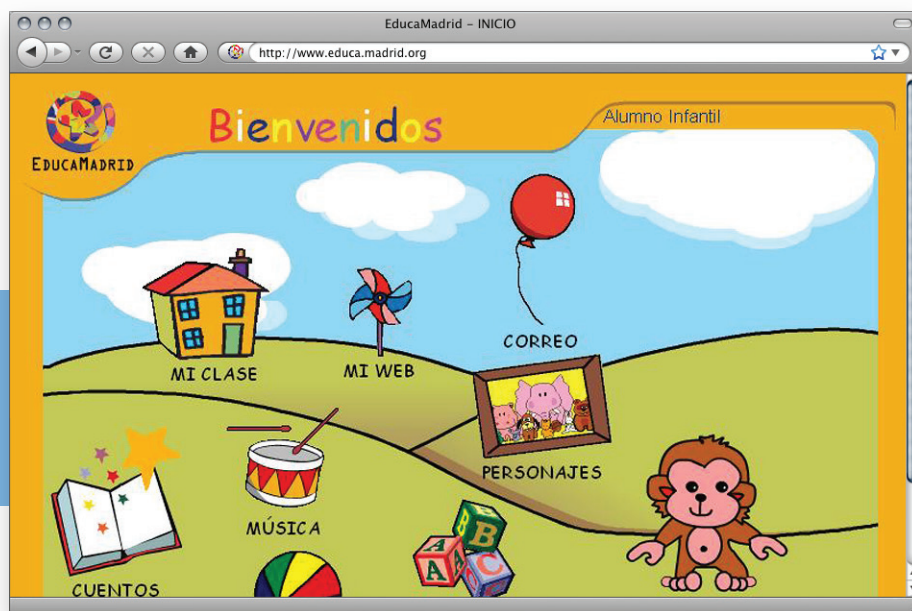 EducaMadrid – INICIO
http://www.educa.madrid.org
EDUCAMADRID
Bienvenidos
Alumno Infantil
CORREO
MI CLASE
MI WEB
PERSONAJES
MÚSICA
CUENTOS
B
B
A
A
C